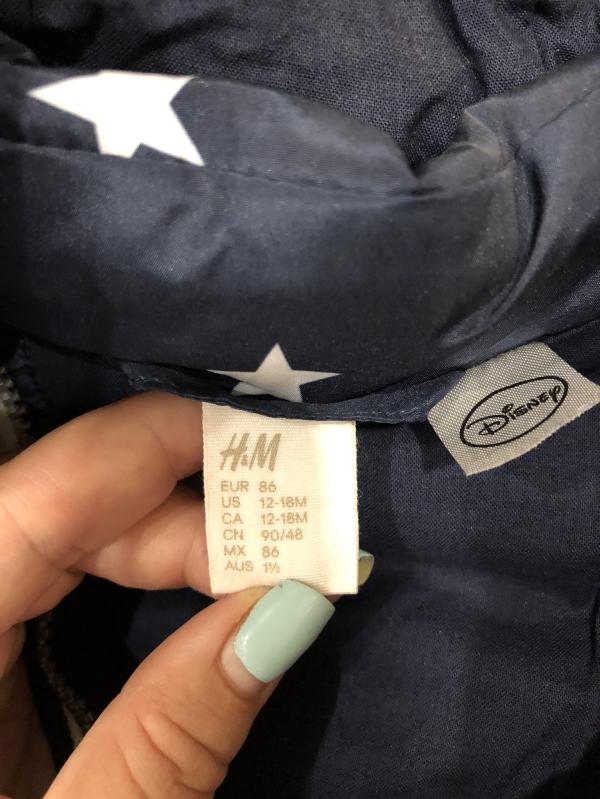 H&M
EUR 86
US 12-18M
CA 12-18M
CN 90/48
MX 86
AUS 1½
Disney